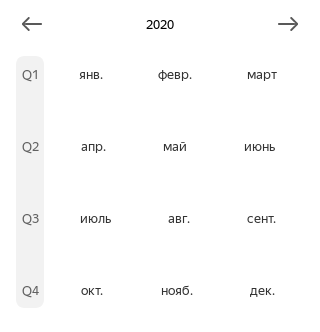 2020
Q1 янв. февр. март
Q2 апр. май июнь
Q3 июль авг. сент.
Q4 окт. нояб. дек.